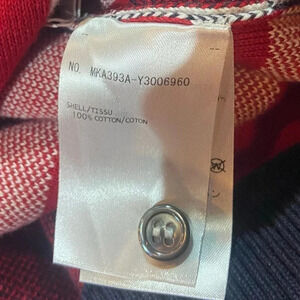 NO. MKA393A-Y3006960
SHELL/TISSU
100% COTTON/COTON